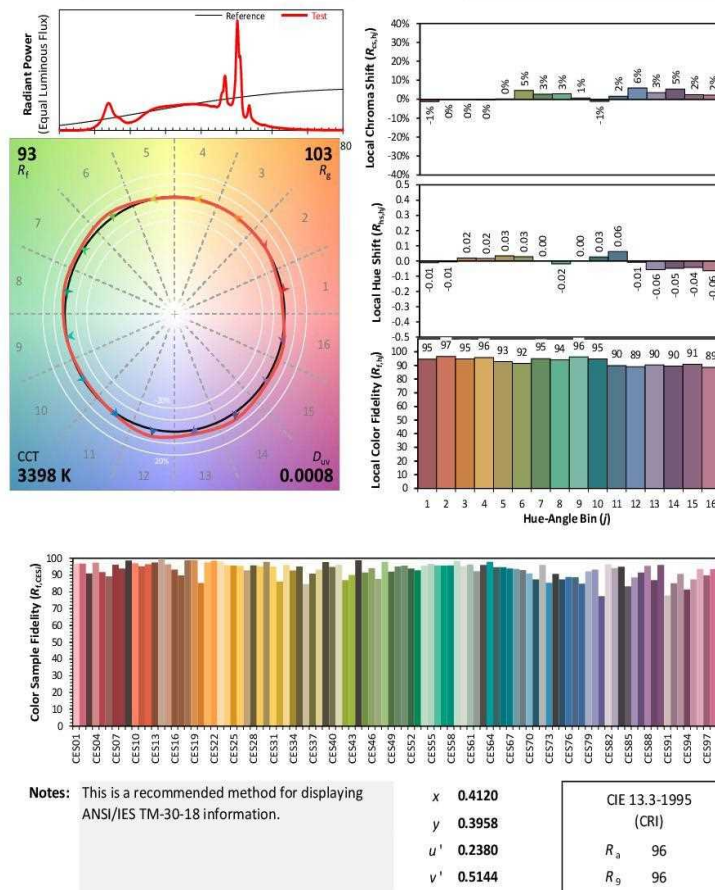 Reference Test
Radiant Power
(Equal Luminous Flux)
80
93
Rf
103
Rg
5 4
6 3
7 2
8 1
9 16
10 15
11 14
12 13
20%
20%
CCT
3398 K
Duv
0.0008
Local Chroma Shift (Rcs,hj)
40%
30%
20%
10%
0%
-10%
-20%
-30%
-40%
-1% 0% 0% 0% 0% 5% 3% 3% 1% -1% 2% 6% 3% 5% 2% 2%
Local Hue Shift (Rhs,hj)
0.5
0.4
0.3
0.2
0.1
0.0
-0.1
-0.2
-0.3
-0.4
-0.5
-0.01 -0.01 0.02 0.02 0.03 0.03 0.00 -0.02 0.00 0.03 0.06 -0.01 -0.06 -0.05 -0.04 -0.06
Local Color Fidelity (Rf,hj)
100
90
80
70
60
50
40
30
20
10
0
95 97 95 96 93 92 95 94 96 95 90 89 90 90 91 89
1 2 3 4 5 6 7 8 9 10 11 12 13 14 15 16
Hue-Angle Bin (j)
Color Sample Fidelity (Rf,CESi)
100
90
80
70
60
50
40
30
20
10
0
CES01 CES04 CES07 CES10 CES13 CES16 CES19 CES22 CES25 CES28 CES31 CES34 CES37 CES40 CES43 CES46 CES49 CES52 CES55 CES58 CES61 CES64 CES67 CES70 CES73 CES76 CES79 CES82 CES85 CES88 CES91 CES94 CES97
Notes: This is a recommended method for displaying
ANSI/IES TM-30-18 information.
x 0.4120
y 0.3958
u' 0.2380
v' 0.5144
CIE 13.3-1995
(CRI)
Ra 96
R9 96